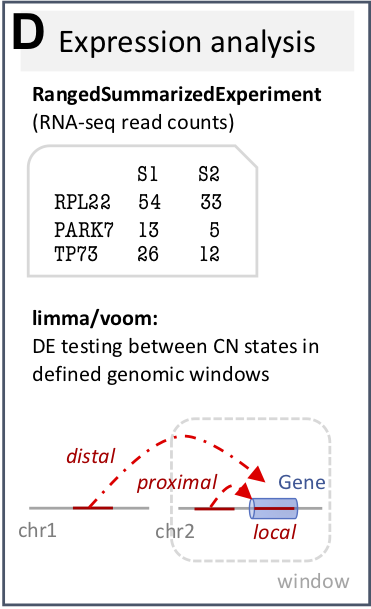 D Expression analysis
RangedSummarizedExperiment
(RNA-seq read counts)
S1 S2
RPL22 54 33
PARK7 13 5
TP73 26 12
limma/voom:
DE testing between CN states in
defined genomic windows
distal
proximal Gene
chr1 chr2 local
window